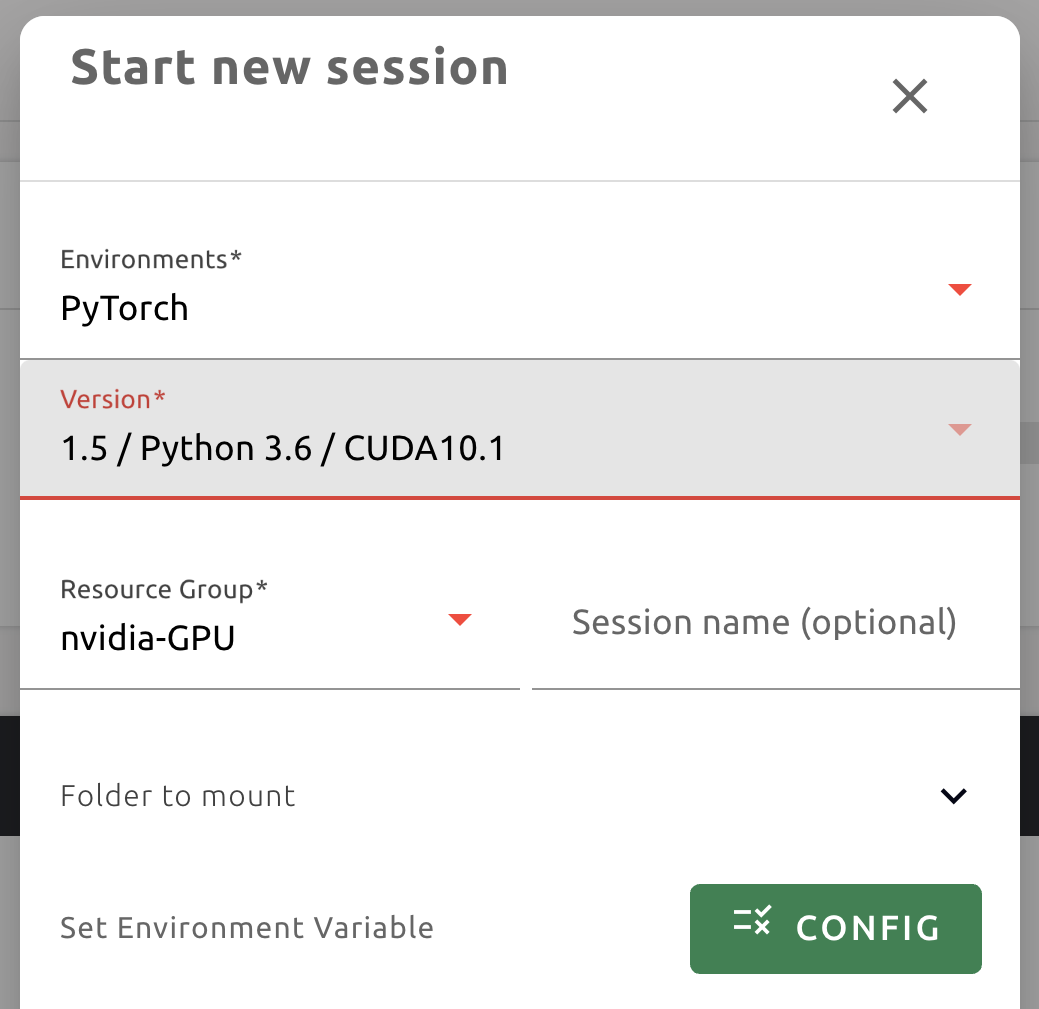 Start new session
Environments*
PyTorch
Version*
1.5 / Python 3.6 / CUDA10.1
Resource Group*
nvidia-GPU
Session name (optional)
Folder to mount
Set Environment Variable
CONFIG